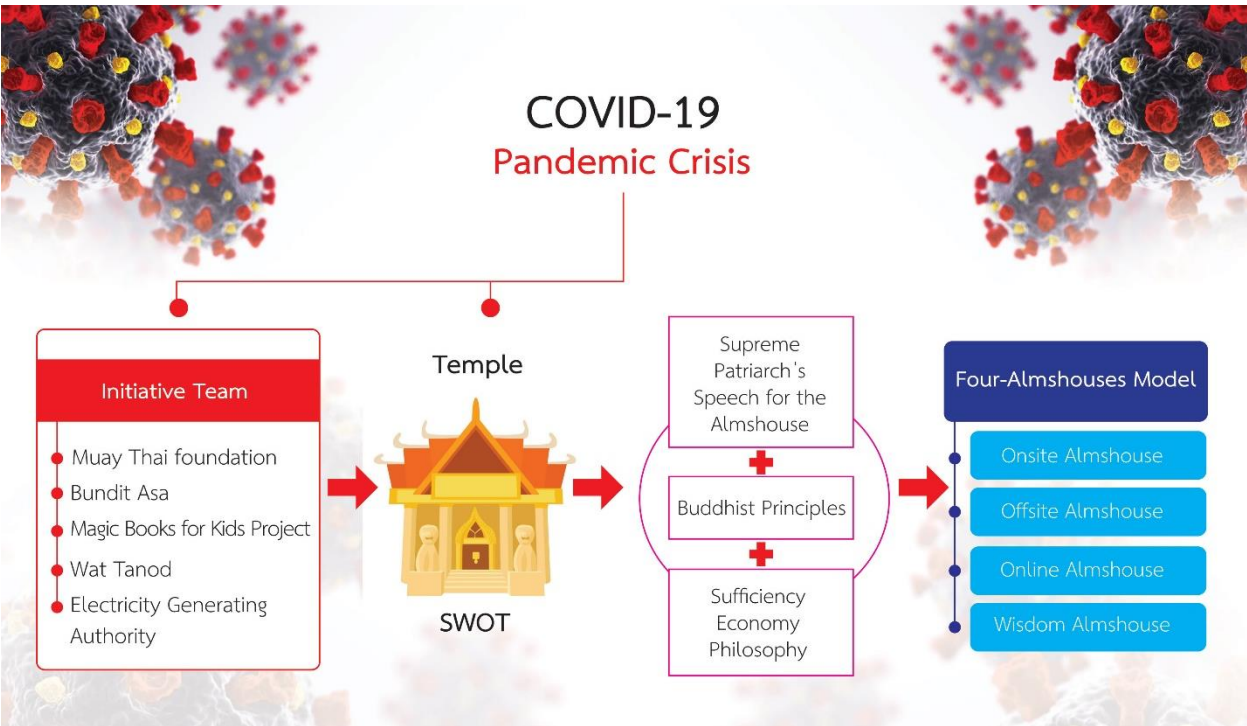 COVID-19
Pandemic Crisis
Initiative Team
Muay Thai foundation
Bundit Asa
Magic Books for Kids Project
Wat Tanod
Electricity Generating
Authority
Temple
SWOT
Supreme
Patriarch's
Speech for the
Almshouse
Buddhist Principles
Sufficiency
Economy
Philosophy
Four-Almshouses Model
Onsite Almshouse
Offsite Almshouse
Online Almshouse
Wisdom Almshouse